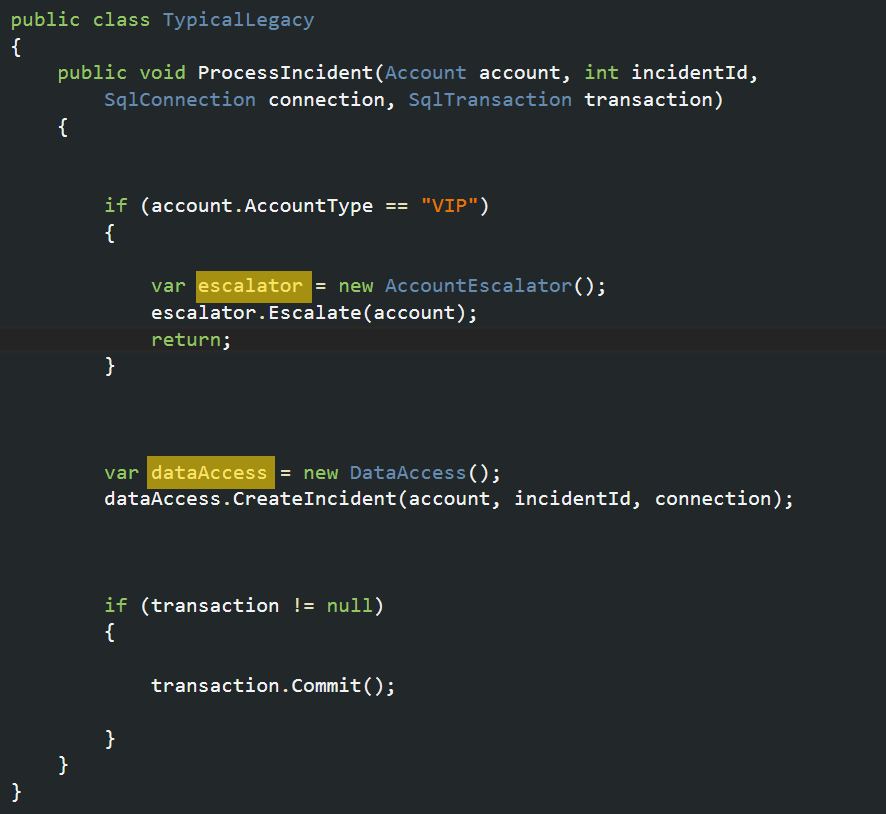 public class TypicalLegacy
{
    public void ProcessIncident(Account account, int incidentId,
        SqlConnection connection, SqlTransaction transaction)
    {
        if (account.AccountType == "VIP")
        {
            var escalator = new AccountEscalator();
            escalator.Escalate(account);
            return;
        }
        var dataAccess = new DataAccess();
        dataAccess.CreateIncident(account, incidentId, connection);
        if (transaction != null)
        {
            transaction.Commit();
        }
    }
}